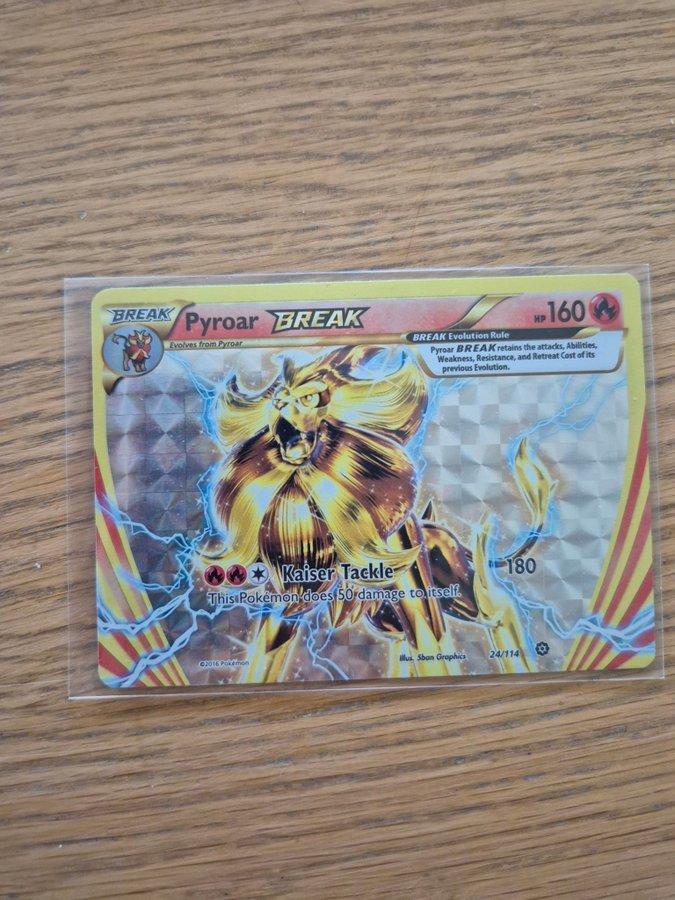 BREAK
Pyroar BREAK
HP 160
Evolves from Pyroar
BREAK Evolution Rule
Pyroar BREAK retains the attacks, Abilities,
Weakness, Resistance, and Retreat Cost of its
previous Evolution.
Kaiser Tackle 180
This Pokémon does 50 damage to itself.
©2016 Pokémon
Illus. 5ban Graphics
24/114